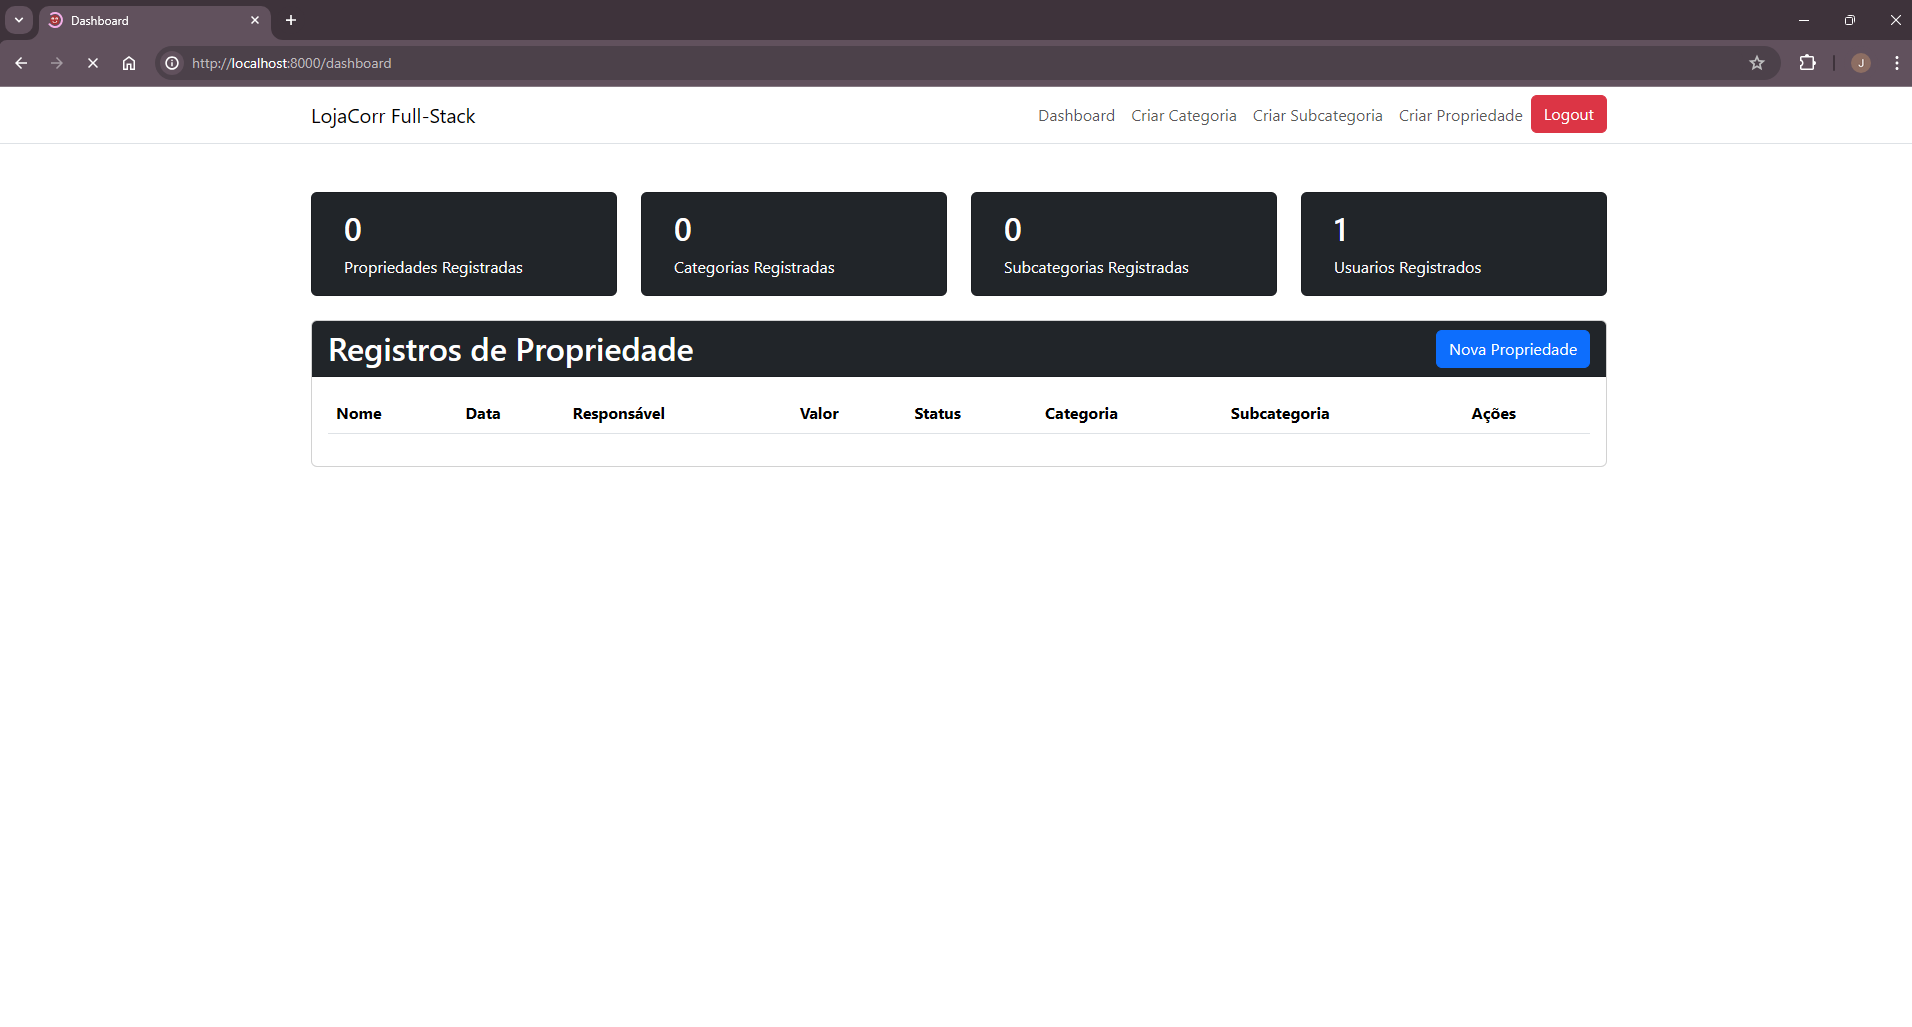 Dashboard
http://localhost:8000/dashboard
J
LojaCorr Full-Stack
Dashboard Criar Categoria Criar Subcategoria Criar Propriedade Logout
0
Propriedades Registradas
0
Categorias Registradas
0
Subcategorias Registradas
1
Usuarios Registrados
Registros de Propriedade
Nova Propriedade
Nome Data Responsável Valor Status Categoria Subcategoria Ações